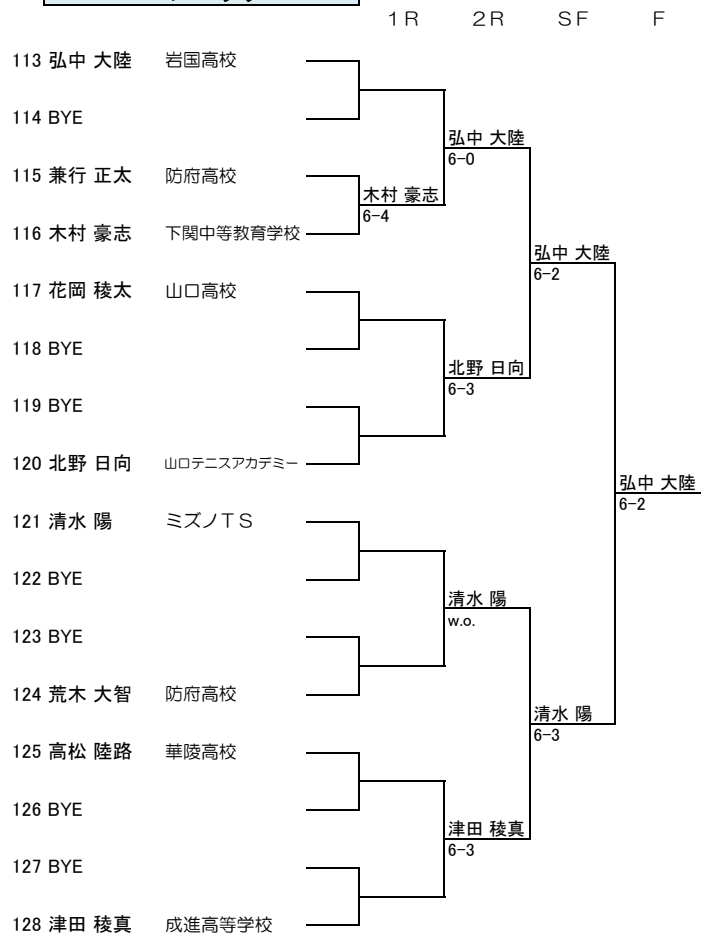 1R 2R SF F
113 弘中 大陸 岩国高校
114 BYE
弘中 大陸
6-0
115 兼行 正太 防府高校
木村 豪志
6-4
116 木村 豪志 下関中等教育学校
弘中 大陸
6-2
117 花岡 稜太 山口高校
118 BYE
北野 日向
6-3
119 BYE
120 北野 日向 山口テニスアカデミー
弘中 大陸
6-2
121 清水 陽 ミズノTS
122 BYE
清水 陽
w.o.
123 BYE
124 荒木 大智 防府高校
清水 陽
6-3
125 高松 陸路 華陵高校
126 BYE
津田 稜真
6-3
127 BYE
128 津田 稜真 成進高等学校